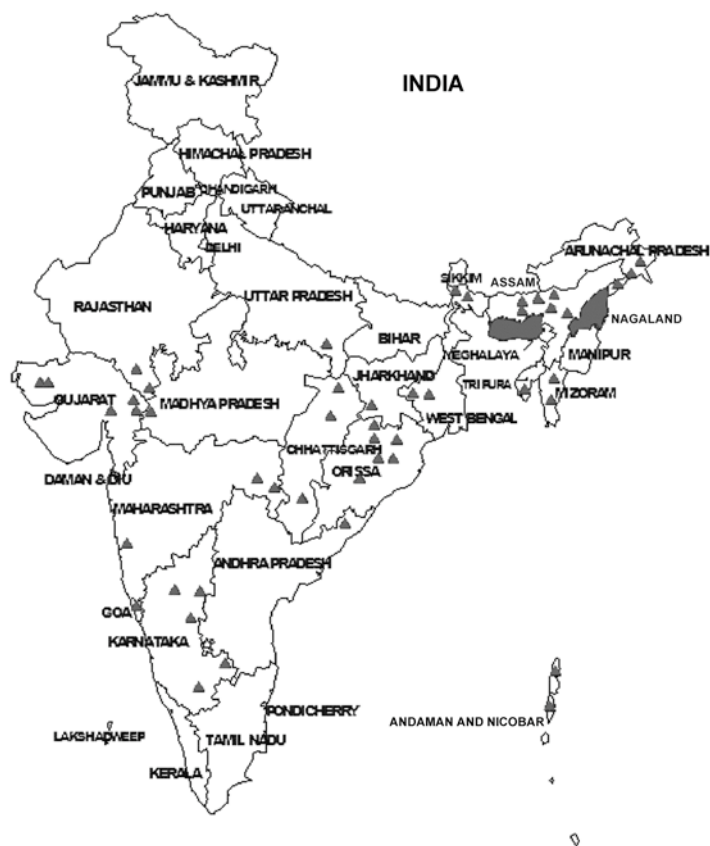 INDIA
JAMMU & KASHMIR
HIMACHAL PRADESH
PUNJAB
CHANDIGARH
UTTARANCHAL
HARYANA
DELHI
ARUNACHAL PRADESH
SIKKIM
ASSAM
RAJASTHAN
UTTAR PRADESH
NAGALAND
BIHAR
MEGHALAYA
MANIPUR
JHARKHAND
TRIPURA
MIZORAM
GUJARAT
MADHYA PRADESH
WEST BENGAL
CHHATTISGARH
ORISSA
DAMAN & DIU
MAHARASHTRA
ANDHRA PRADESH
GOA
KARNATAKA
PONDICHERRY
ANDAMAN AND NICOBAR
LAKSHADWEEP
TAMIL NADU
KERALA